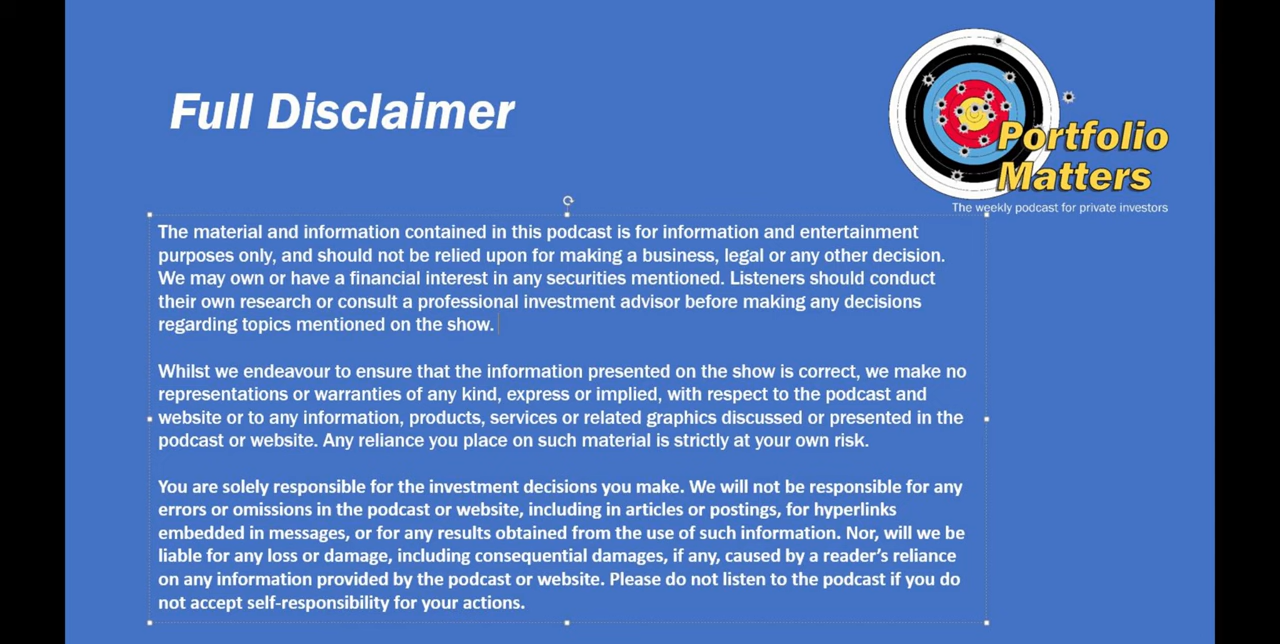 Full Disclaimer
Portfolio
Matters
The weekly podcast for private investors
The material and information contained in this podcast is for information and entertainment
purposes only, and should not be relied upon for making a business, legal or any other decision.
We may own or have a financial interest in any securities mentioned. Listeners should conduct
their own research or consult a professional investment advisor before making any decisions
regarding topics mentioned on the show.
Whilst we endeavour to ensure that the information presented on the show is correct, we make no
representations or warranties of any kind, express or implied, with respect to the podcast and
website or to any information, products, services or related graphics discussed or presented in the
podcast or website. Any reliance you place on such material is strictly at your own risk.
You are solely responsible for the investment decisions you make. We will not be responsible for any
errors or omissions in the podcast or website, including in articles or postings, for hyperlinks
embedded in messages, or for any results obtained from the use of such information. Nor, will we be
liable for any loss or damage, including consequential damages, if any, caused by a reader’s reliance
on any information provided by the podcast or website. Please do not listen to the podcast if you do
not accept self-responsibility for your actions.